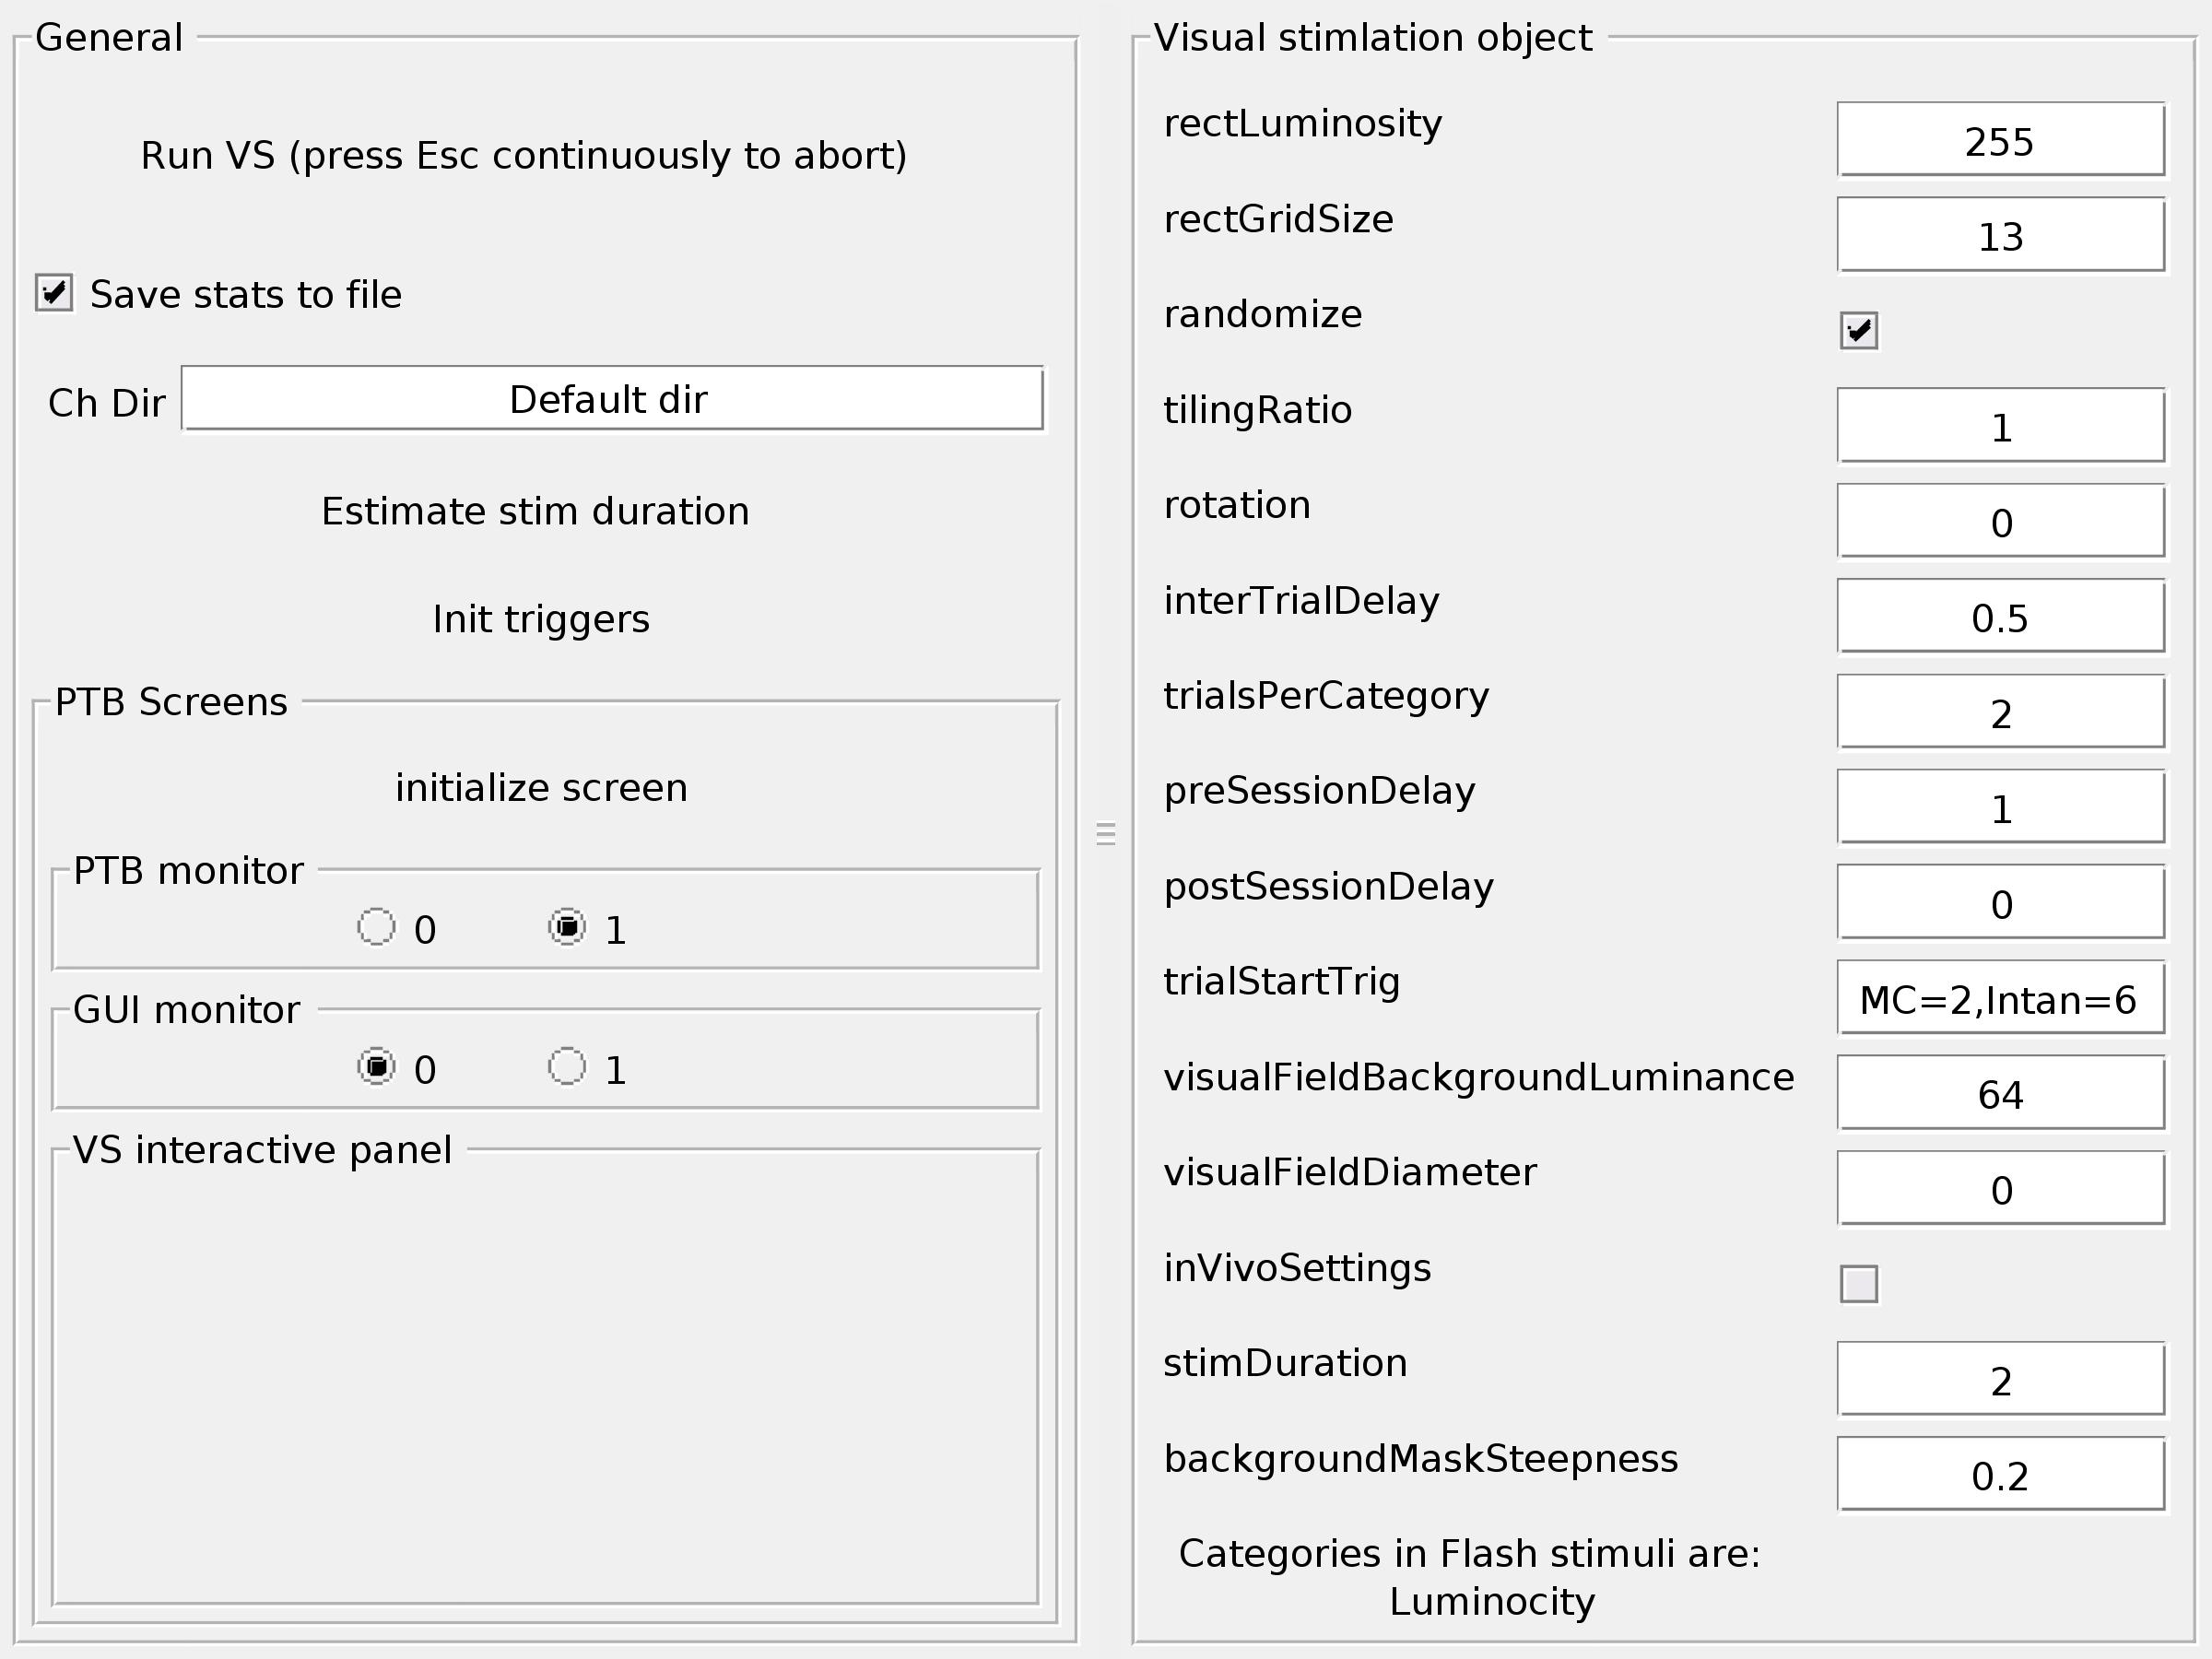 General
Run VS (press Esc continuously to abort)
Save stats to file
Ch Dir Default dir
Estimate stim duration
Init triggers
PTB Screens
initialize screen
PTB monitor
0 1
GUI monitor
0 1
VS interactive panel
Visual stimlation object
rectLuminosity 255
rectGridSize 13
randomize
tilingRatio 1
rotation 0
interTrialDelay 0.5
trialsPerCategory 2
preSessionDelay 1
postSessionDelay 0
trialStartTrig MC=2,Intan=6
visualFieldBackgroundLuminance 64
visualFieldDiameter 0
inVivoSettings
stimDuration 2
backgroundMaskSteepness 0.2
Categories in Flash stimuli are:
Luminocity